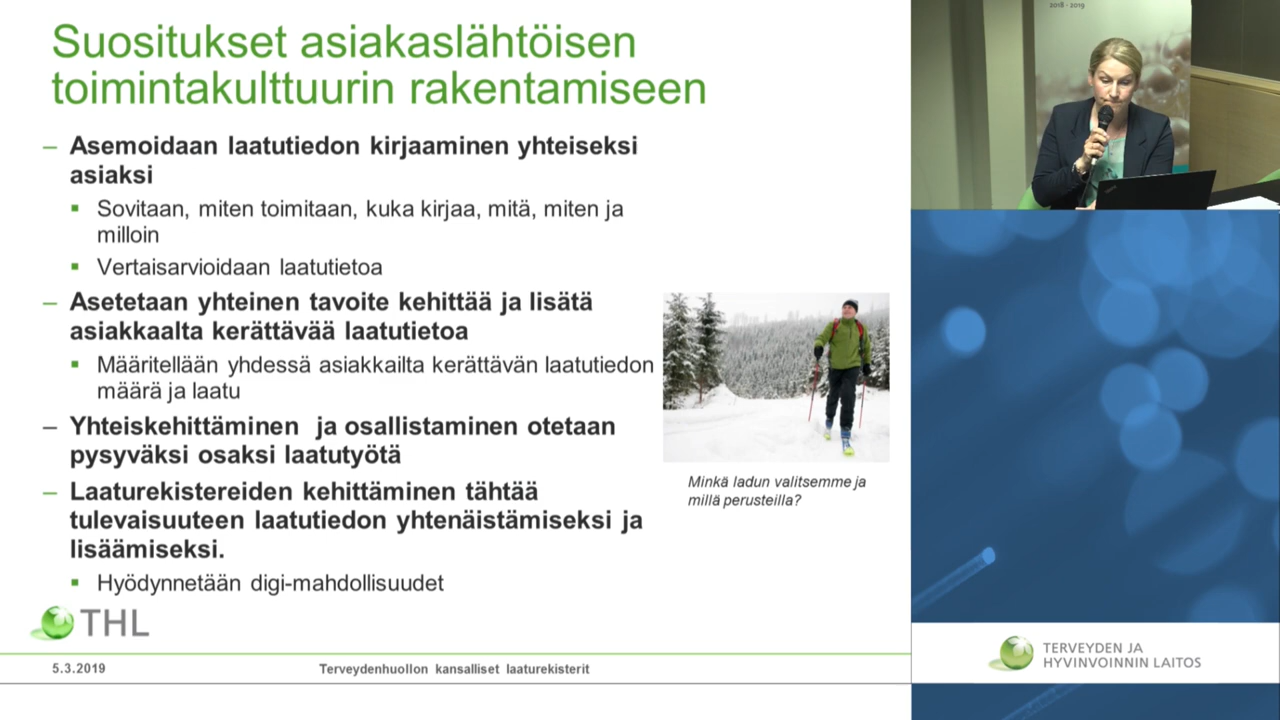 Suositukset asiakaslähtöisen
toimintakulttuurin rakentamiseen
– Asemoidaan laatutiedon kirjaaminen yhteiseksi
asiaksi
▪ Sovitaan, miten toimitaan, kuka kirjaa, mitä, miten ja
milloin
▪ Vertaisarvioidaan laatutietoa
– Asetetaan yhteinen tavoite kehittää ja lisätä
asiakkaalta kerättävää laatutietoa
▪ Määritellään yhdessä asiakkailta kerättävän laatutiedon
määrä ja laatu
– Yhteiskehittäminen ja osallistaminen otetaan
pysyväksi osaksi laatutyötä
– Laaturekistereiden kehittäminen tähtää
tulevaisuuteen laatutiedon yhtenäistämiseksi ja
lisäämiseksi.
▪ Hyödynnetään digi-mahdollisuudet
Minkä ladun valitsemme ja
millä perusteilla?
THL
5.3.2019
Terveydenhuollon kansalliset laaturekisterit
2018 - 2019
TERVEYDEN JA
HYVINVOINNIN LAITOS